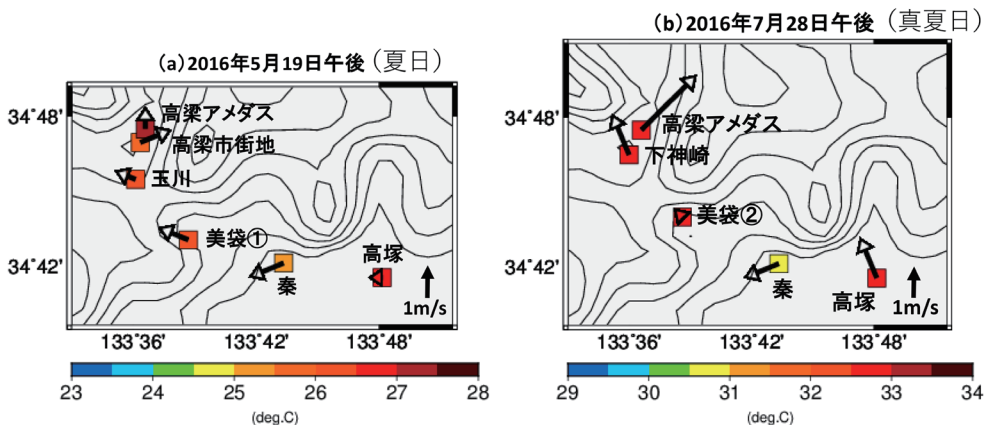 (a)2016年5月19日午後（夏日）
34°48'
34°42'
高梁アメダス
高梁市街地
玉川
美袋①
秦
高塚
1m/s
133°36'
133°42'
133°48'
23
24
25
26
27
28
(deg.C)
(b)2016年7月28日午後（真夏日）
34°48'
34°42'
高梁アメダス
下神崎
美袋②
秦
高塚
1m/s
133°36'
133°42'
133°48'
29
30
31
32
33
34
(deg.C)